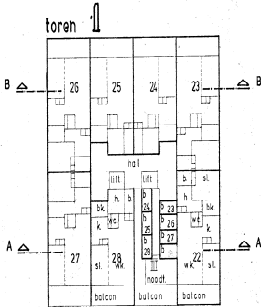 toren 1
B 26 25 24 23 B
hal
lift lift b. sl.
h. b. b h.
bk. 24 b 23 bk.
k. wc b 25 b 26 wc k.
A b 28 b 27 A
27 sl. 28 wk. b wk. 22 sl.
noodt.
balcon balcon balcon